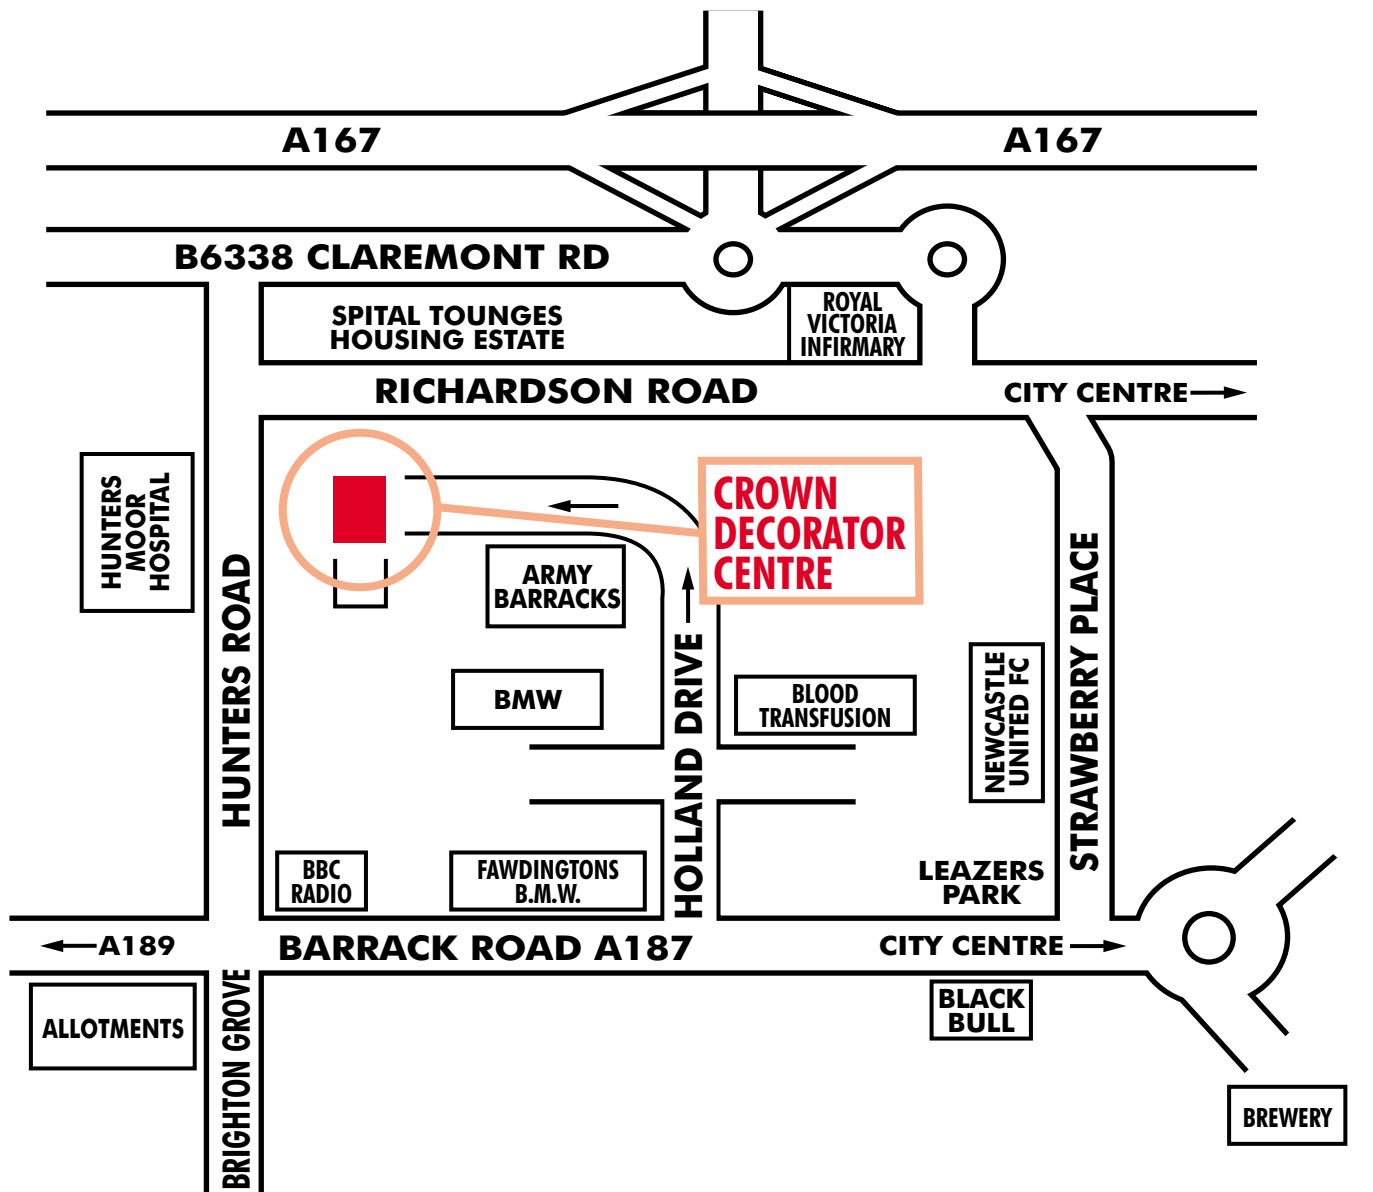 A167
A167
B6338 CLAREMONT RD
SPITAL TOUNGES
HOUSING ESTATE
ROYAL
VICTORIA
INFIRMARY
RICHARDSON ROAD
CITY CENTRE
HUNTERS
MOOR
HOSPITAL
CROWN
DECORATOR
CENTRE
ARMY
BARRACKS
HUNTERS ROAD
BMW
HOLLAND DRIVE
BLOOD
TRANSFUSION
NEWCASTLE
UNITED FC
STRAWBERRY PLACE
BBC
RADIO
FAWDINGTONS
B.M.W.
LEAZERS
PARK
A189
BARRACK ROAD A187
CITY CENTRE
ALLOTMENTS
BRIGHTON GROVE
BLACK
BULL
BREWERY